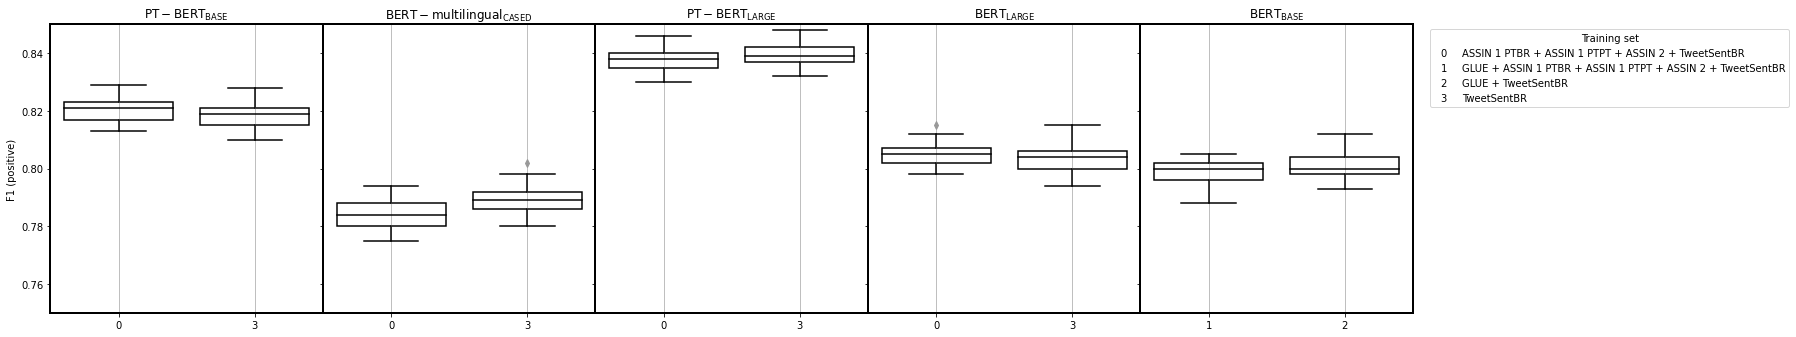 PT − BERT_BASE BERT − multilingual_CASED PT − BERT_LARGE BERT_LARGE BERT_BASE
Training set
0 ASSIN 1 PTBR + ASSIN 1 PTPT + ASSIN 2 + TweetSentBR
1 GLUE + ASSIN 1 PTBR + ASSIN 1 PTPT + ASSIN 2 + TweetSentBR
2 GLUE + TweetSentBR
3 TweetSentBR
F1 (positive)
0.84
0.82
0.80
0.78
0.76
0 3 0 3 0 3 0 3 1 2